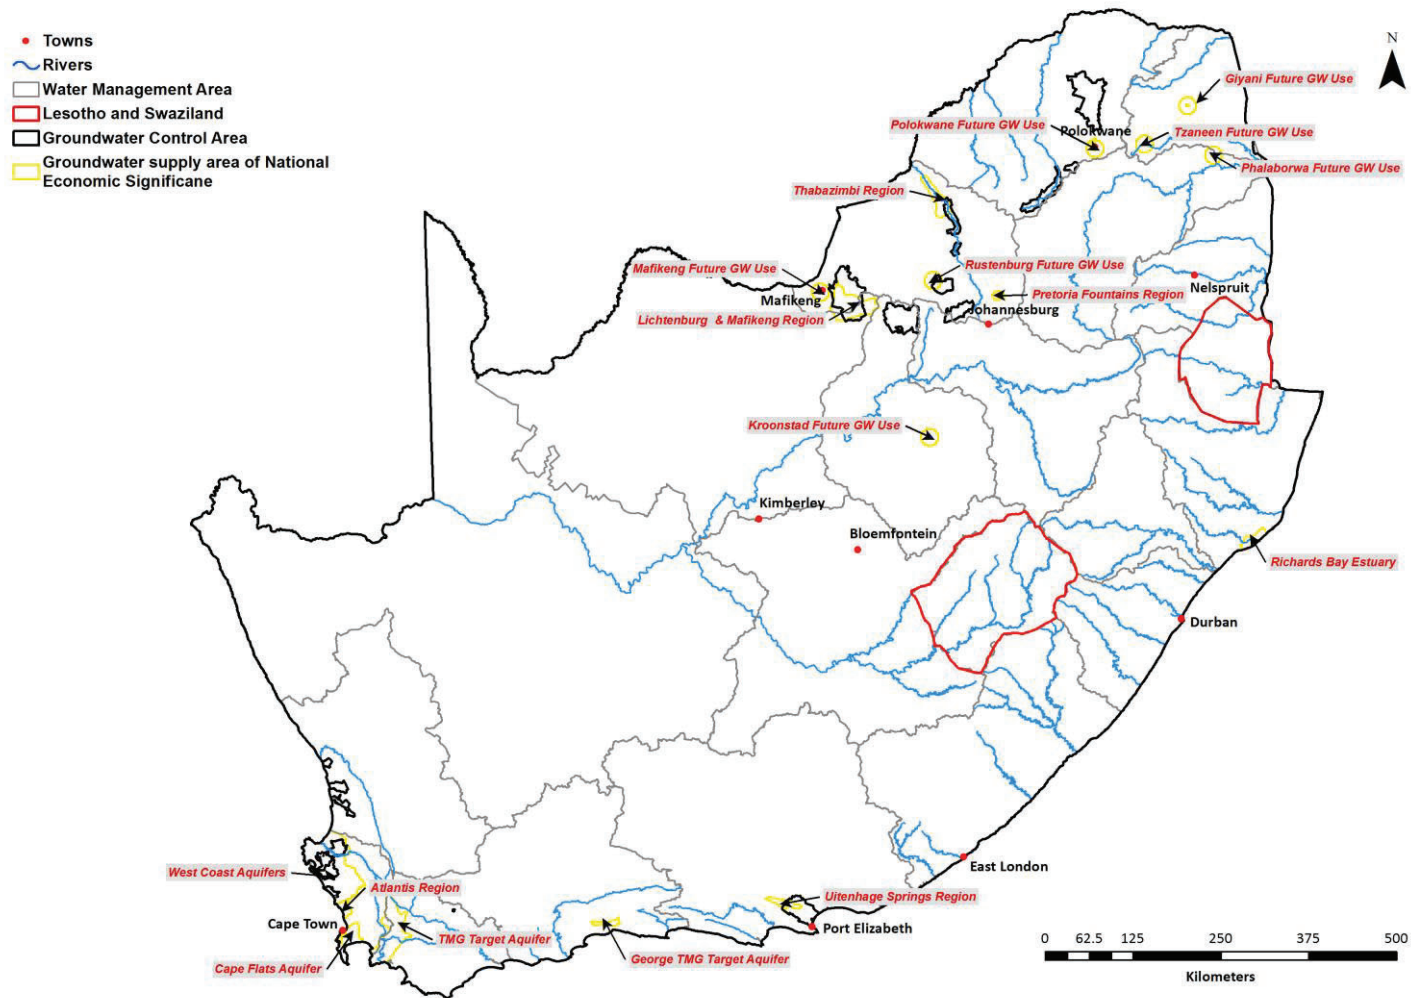 Towns
Rivers
Water Management Area
Lesotho and Swaziland
Groundwater Control Area
Groundwater supply area of National
Economic Significane
N
Giyani Future GW Use
Polokwane Future GW Use
Polokwane
Tzaneen Future GW Use
Phalaborwa Future GW Use
Thabazimbi Region
Mafikeng Future GW Use
Rustenburg Future GW Use
Nelspruit
Mafikeng
Pretoria Fountains Region
Lichtenburg & Mafikeng Region
Johannesburg
Kroonstad Future GW Use
Kimberley
Bloemfontein
Richards Bay Estuary
Durban
East London
West Coast Aquifers
Atlantis Region
Uitenhage Springs Region
Cape Town
Port Elizabeth
TMG Target Aquifer
George TMG Target Aquifer
Cape Flats Aquifer
0 62.5 125 250 375 500
Kilometers